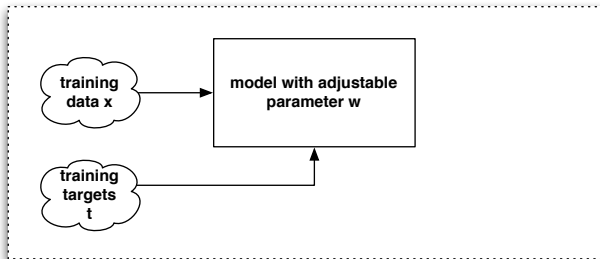 training
data x
model with adjustable
parameter w
training
targets
t